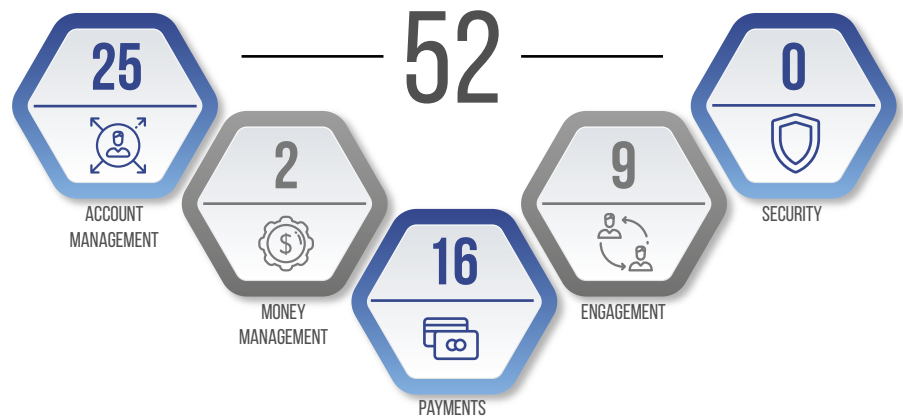 52
25
ACCOUNT
MANAGEMENT
2
$
MONEY
MANAGEMENT
16
PAYMENTS
9
ENGAGEMENT
0
SECURITY